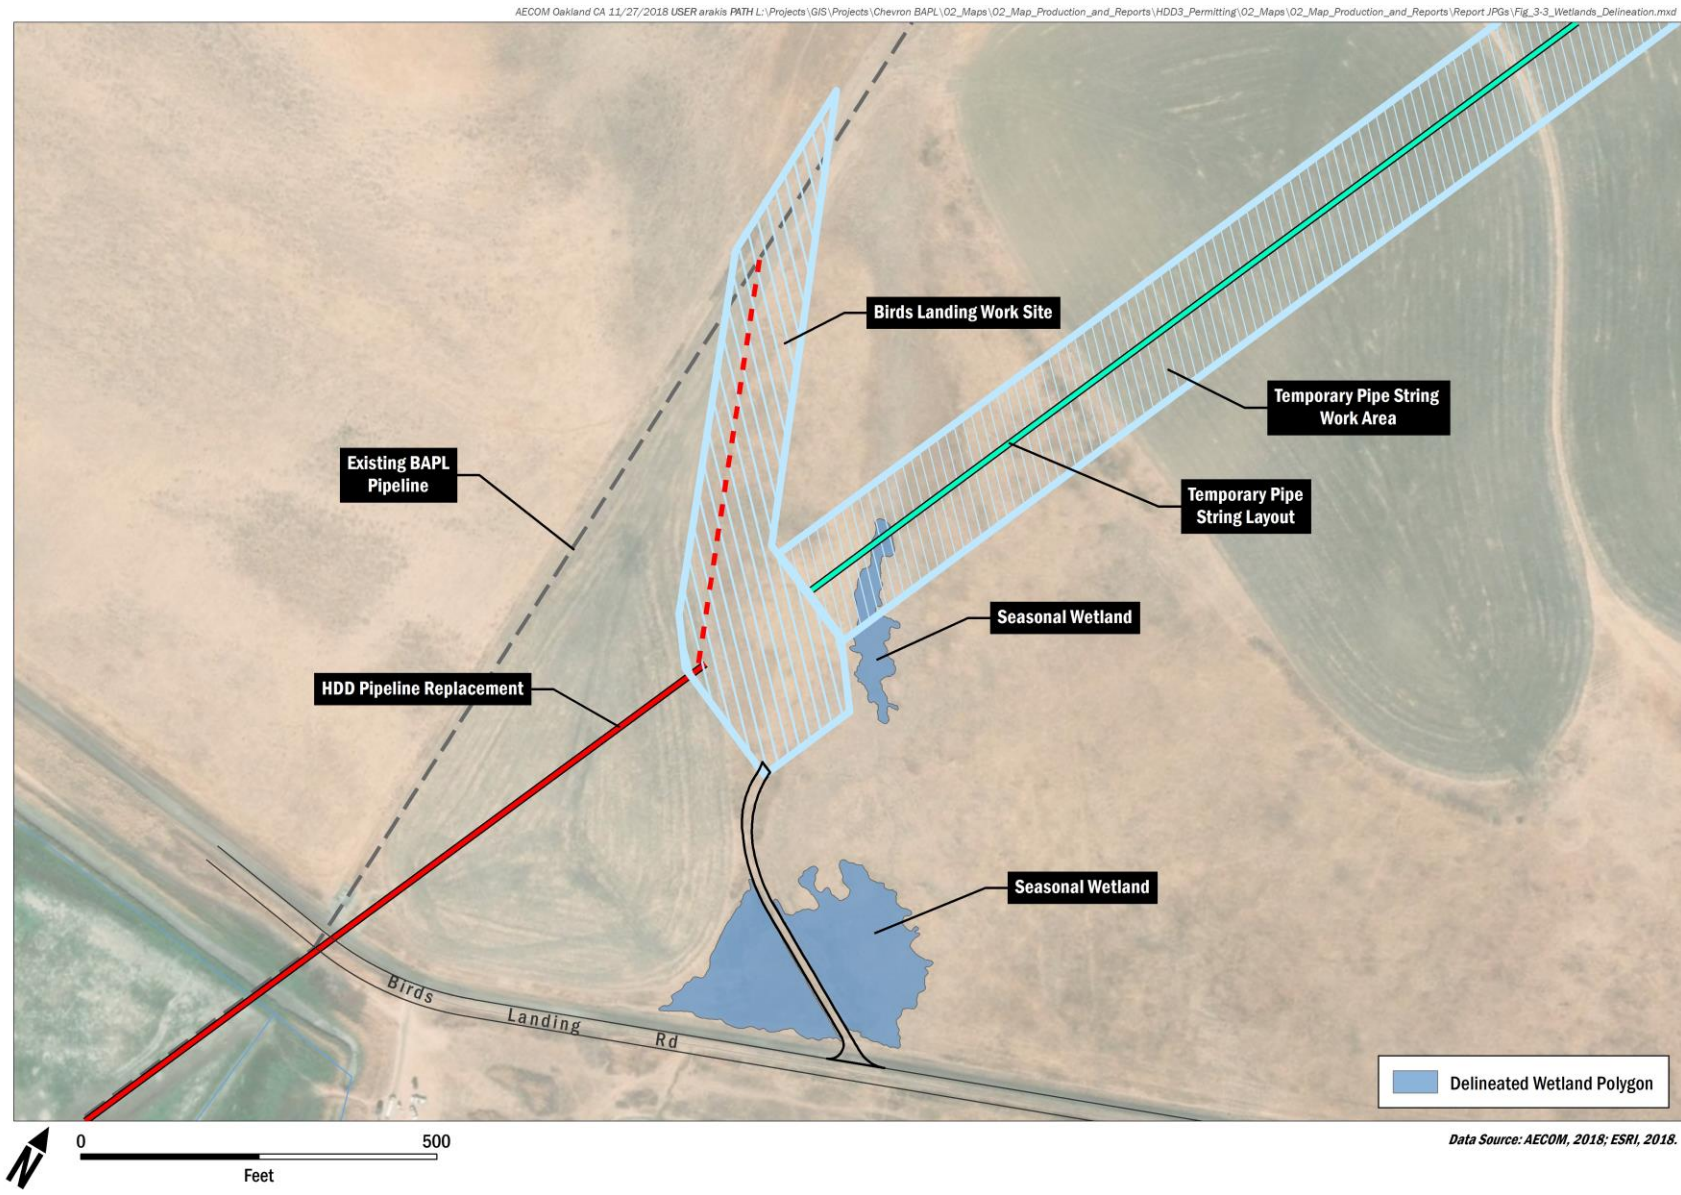 AECOM Oakland CA 11/27/2018 USER arakis PATH L:\Projects\GIS\Projects\Chevron BAPL\02_Maps\02_Map_Production_and_Reports\HDD3_Permitting\02_Maps\02_Map_Production_and_Reports\Report JPGs\Fig_3-3_Wetlands_Delineation.mxd
Birds Landing Work Site
Temporary Pipe String
Work Area
Existing BAPL
Pipeline
Temporary Pipe
String Layout
Seasonal Wetland
HDD Pipeline Replacement
Seasonal Wetland
Birds Landing Rd
Delineated Wetland Polygon
N
0 500
Feet
Data Source: AECOM, 2018; ESRI, 2018.